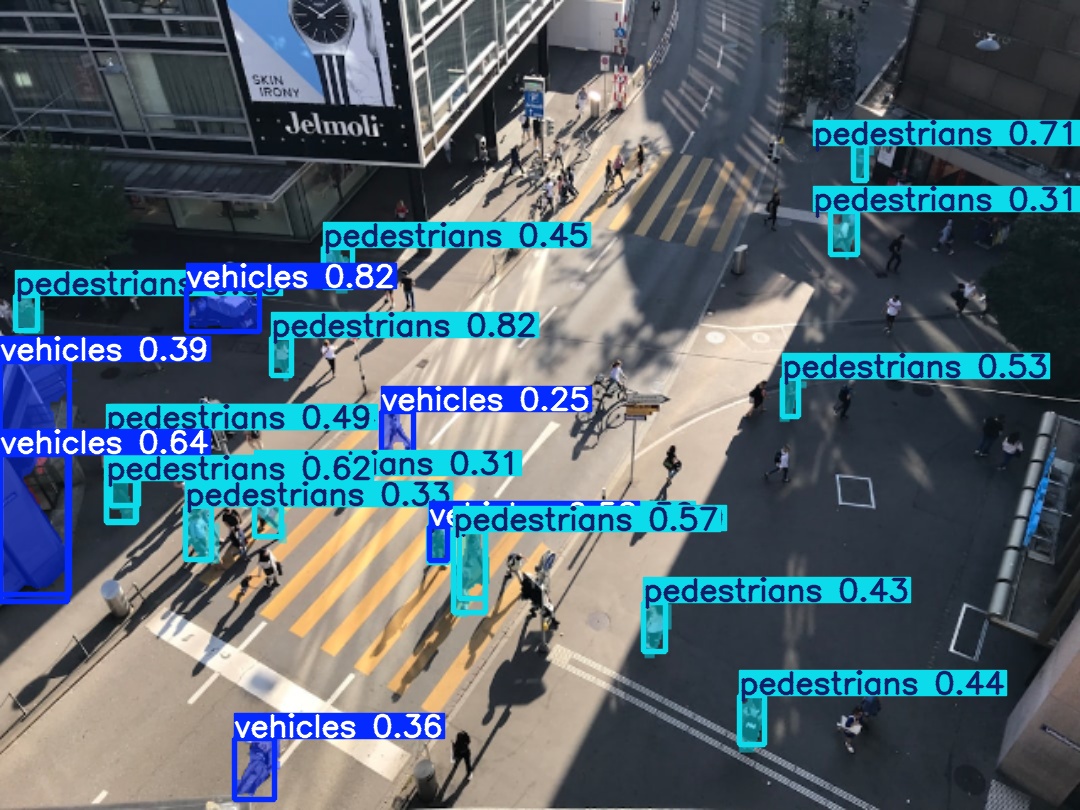 SKIN
IRONY
Jelmoli
pedestrians 0.71
pedestrians 0.31
pedestrians 0.45
vehicles 0.82
pedestrians
pedestrians 0.82
vehicles 0.39
pedestrians 0.53
vehicles 0.25
pedestrians 0.49
vehicles 0.64
pedestrians 0.62
ians 0.31
pedestrians 0.33
pedestrians 0.57
pedestrians 0.43
pedestrians 0.44
vehicles 0.36